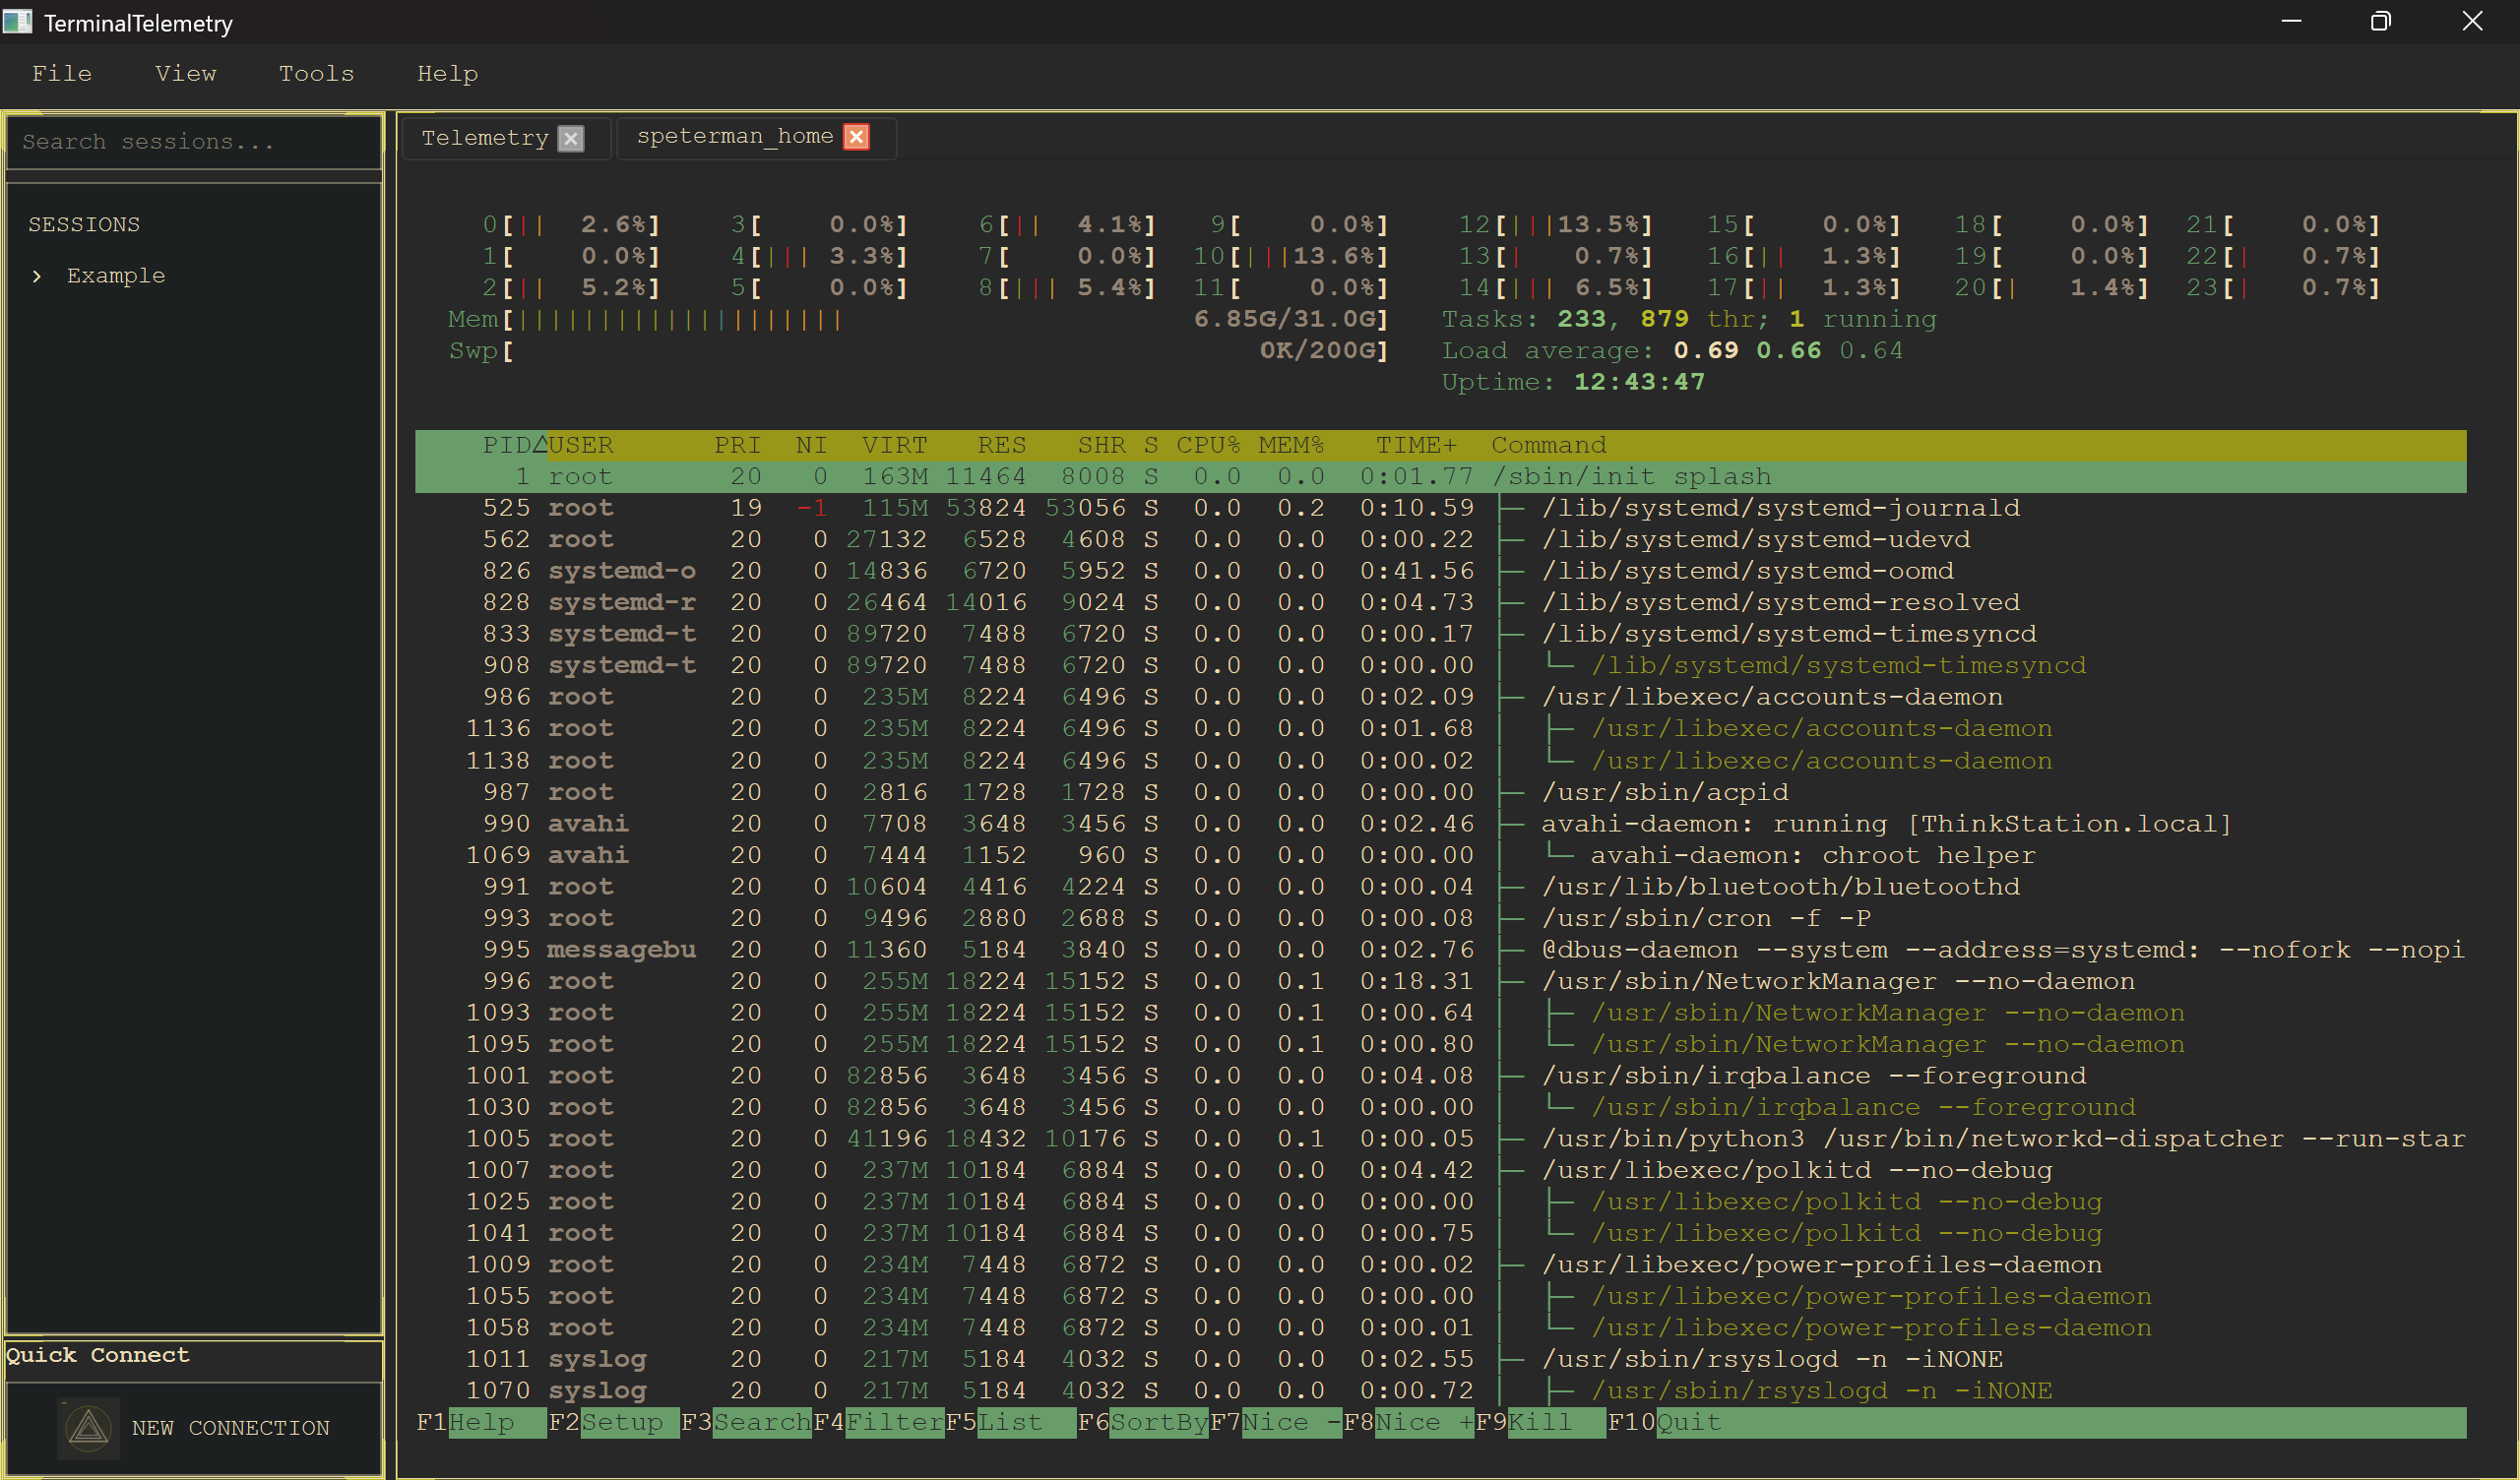 TerminalTelemetry
File View Tools Help
Search sessions...
SESSIONS
› Example
Quick Connect
NEW CONNECTION
Telemetry speterman_home
0[|| 2.6%] 3[ 0.0%] 6[|| 4.1%] 9[ 0.0%] 12[|||13.5%] 15[ 0.0%] 18[ 0.0%] 21[ 0.0%]
1[ 0.0%] 4[||| 3.3%] 7[ 0.0%] 10[|||13.6%] 13[| 0.7%] 16[|| 1.3%] 19[ 0.0%] 22[| 0.7%]
2[|| 5.2%] 5[ 0.0%] 8[||| 5.4%] 11[ 0.0%] 14[||| 6.5%] 17[|| 1.3%] 20[| 1.4%] 23[| 0.7%]
Mem[|||||||||||||||||||| 6.85G/31.0G] Tasks: 233, 879 thr; 1 running
Swp[ 0K/200G] Load average: 0.69 0.66 0.64
Uptime: 12:43:47
PID△USER PRI NI VIRT RES SHR S CPU% MEM% TIME+ Command
1 root 20 0 163M 11464 8008 S 0.0 0.0 0:01.77 /sbin/init splash
525 root 19 -1 115M 53824 53056 S 0.0 0.2 0:10.59 ├─ /lib/systemd/systemd-journald
562 root 20 0 27132 6528 4608 S 0.0 0.0 0:00.22 ├─ /lib/systemd/systemd-udevd
826 systemd-o 20 0 14836 6720 5952 S 0.0 0.0 0:41.56 ├─ /lib/systemd/systemd-oomd
828 systemd-r 20 0 26464 14016 9024 S 0.0 0.0 0:04.73 ├─ /lib/systemd/systemd-resolved
833 systemd-t 20 0 89720 7488 6720 S 0.0 0.0 0:00.17 ├─ /lib/systemd/systemd-timesyncd
908 systemd-t 20 0 89720 7488 6720 S 0.0 0.0 0:00.00 │ └─ /lib/systemd/systemd-timesyncd
986 root 20 0 235M 8224 6496 S 0.0 0.0 0:02.09 ├─ /usr/libexec/accounts-daemon
1136 root 20 0 235M 8224 6496 S 0.0 0.0 0:01.68 │ ├─ /usr/libexec/accounts-daemon
1138 root 20 0 235M 8224 6496 S 0.0 0.0 0:00.02 │ └─ /usr/libexec/accounts-daemon
987 root 20 0 2816 1728 1728 S 0.0 0.0 0:00.00 ├─ /usr/sbin/acpid
990 avahi 20 0 7708 3648 3456 S 0.0 0.0 0:02.46 ├─ avahi-daemon: running [ThinkStation.local]
1069 avahi 20 0 7444 1152 960 S 0.0 0.0 0:00.00 │ └─ avahi-daemon: chroot helper
991 root 20 0 10604 4416 4224 S 0.0 0.0 0:00.04 ├─ /usr/lib/bluetooth/bluetoothd
993 root 20 0 9496 2880 2688 S 0.0 0.0 0:00.08 ├─ /usr/sbin/cron -f -P
995 messagebu 20 0 11360 5184 3840 S 0.0 0.0 0:02.76 ├─ @dbus-daemon --system --address=systemd: --nofork --nopi
996 root 20 0 255M 18224 15152 S 0.0 0.1 0:18.31 ├─ /usr/sbin/NetworkManager --no-daemon
1093 root 20 0 255M 18224 15152 S 0.0 0.1 0:00.64 │ ├─ /usr/sbin/NetworkManager --no-daemon
1095 root 20 0 255M 18224 15152 S 0.0 0.1 0:00.80 │ └─ /usr/sbin/NetworkManager --no-daemon
1001 root 20 0 82856 3648 3456 S 0.0 0.0 0:04.08 ├─ /usr/sbin/irqbalance --foreground
1030 root 20 0 82856 3648 3456 S 0.0 0.0 0:00.00 │ └─ /usr/sbin/irqbalance --foreground
1005 root 20 0 41196 18432 10176 S 0.0 0.1 0:00.05 ├─ /usr/bin/python3 /usr/bin/networkd-dispatcher --run-star
1007 root 20 0 237M 10184 6884 S 0.0 0.0 0:04.42 ├─ /usr/libexec/polkitd --no-debug
1025 root 20 0 237M 10184 6884 S 0.0 0.0 0:00.00 │ ├─ /usr/libexec/polkitd --no-debug
1041 root 20 0 237M 10184 6884 S 0.0 0.0 0:00.75 │ └─ /usr/libexec/polkitd --no-debug
1009 root 20 0 234M 7448 6872 S 0.0 0.0 0:00.02 ├─ /usr/libexec/power-profiles-daemon
1055 root 20 0 234M 7448 6872 S 0.0 0.0 0:00.00 │ ├─ /usr/libexec/power-profiles-daemon
1058 root 20 0 234M 7448 6872 S 0.0 0.0 0:00.01 │ └─ /usr/libexec/power-profiles-daemon
1011 syslog 20 0 217M 5184 4032 S 0.0 0.0 0:02.55 ├─ /usr/sbin/rsyslogd -n -iNONE
1070 syslog 20 0 217M 5184 4032 S 0.0 0.0 0:00.72 │ ├─ /usr/sbin/rsyslogd -n -iNONE
F1Help F2Setup F3SearchF4FilterF5List F6SortByF7Nice -F8Nice +F9Kill F10Quit